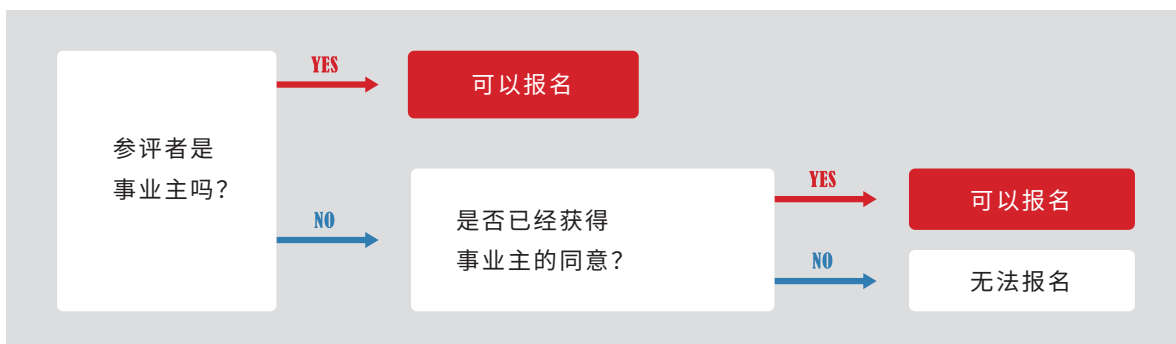 参评者是
事业主吗？
YES
可以报名
NO
是否已经获得
事业主的同意？
YES
可以报名
NO
无法报名